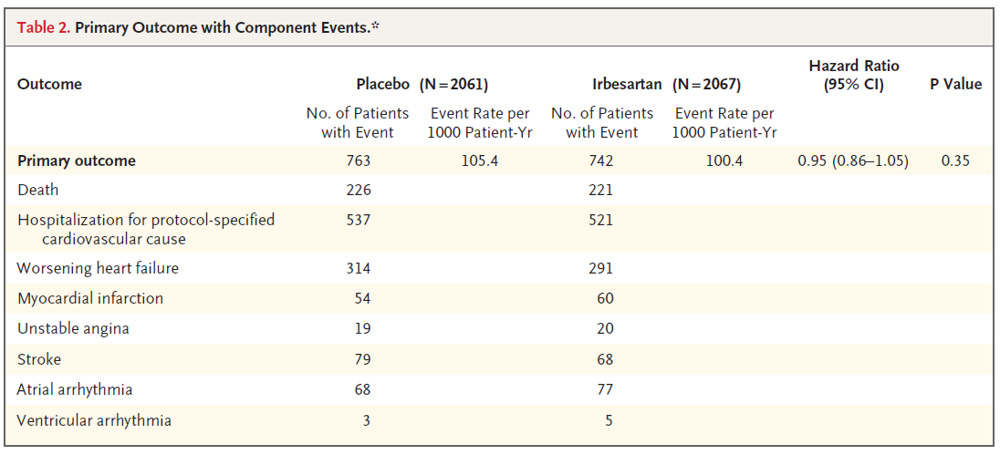 Table 2. Primary Outcome with Component Events.*
Outcome Placebo (N=2061) Irbesartan (N=2067) Hazard Ratio (95% CI) P Value
No. of Patients with Event Event Rate per 1000 Patient-Yr No. of Patients with Event Event Rate per 1000 Patient-Yr
Primary outcome 763 105.4 742 100.4 0.95 (0.86–1.05) 0.35
Death 226 221
Hospitalization for protocol-specified cardiovascular cause 537 521
Worsening heart failure 314 291
Myocardial infarction 54 60
Unstable angina 19 20
Stroke 79 68
Atrial arrhythmia 68 77
Ventricular arrhythmia 3 5